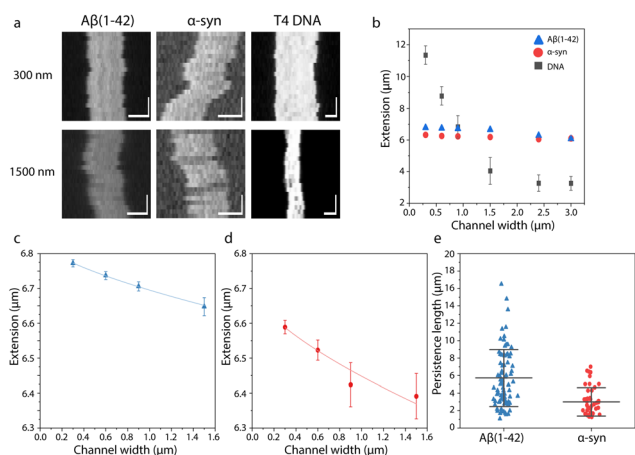 a
Aβ(1-42)
α-syn
T4 DNA
300 nm
1500 nm
b
Extension (μm)
12
10
8
6
4
2
Aβ(1-42)
α-syn
DNA
0.0 0.5 1.0 1.5 2.0 2.5 3.0
Channel width (μm)
c
Extension (μm)
6.8
6.7
6.6
6.5
6.4
6.3
0.0 0.2 0.4 0.6 0.8 1.0 1.2 1.4 1.6
Channel width (μm)
d
Extension (μm)
6.8
6.7
6.6
6.5
6.4
6.3
0.0 0.2 0.4 0.6 0.8 1.0 1.2 1.4 1.6
Channel width (μm)
e
Persistence length (μm)
20
18
16
14
12
10
8
6
4
2
0
Aβ(1-42)
α-syn